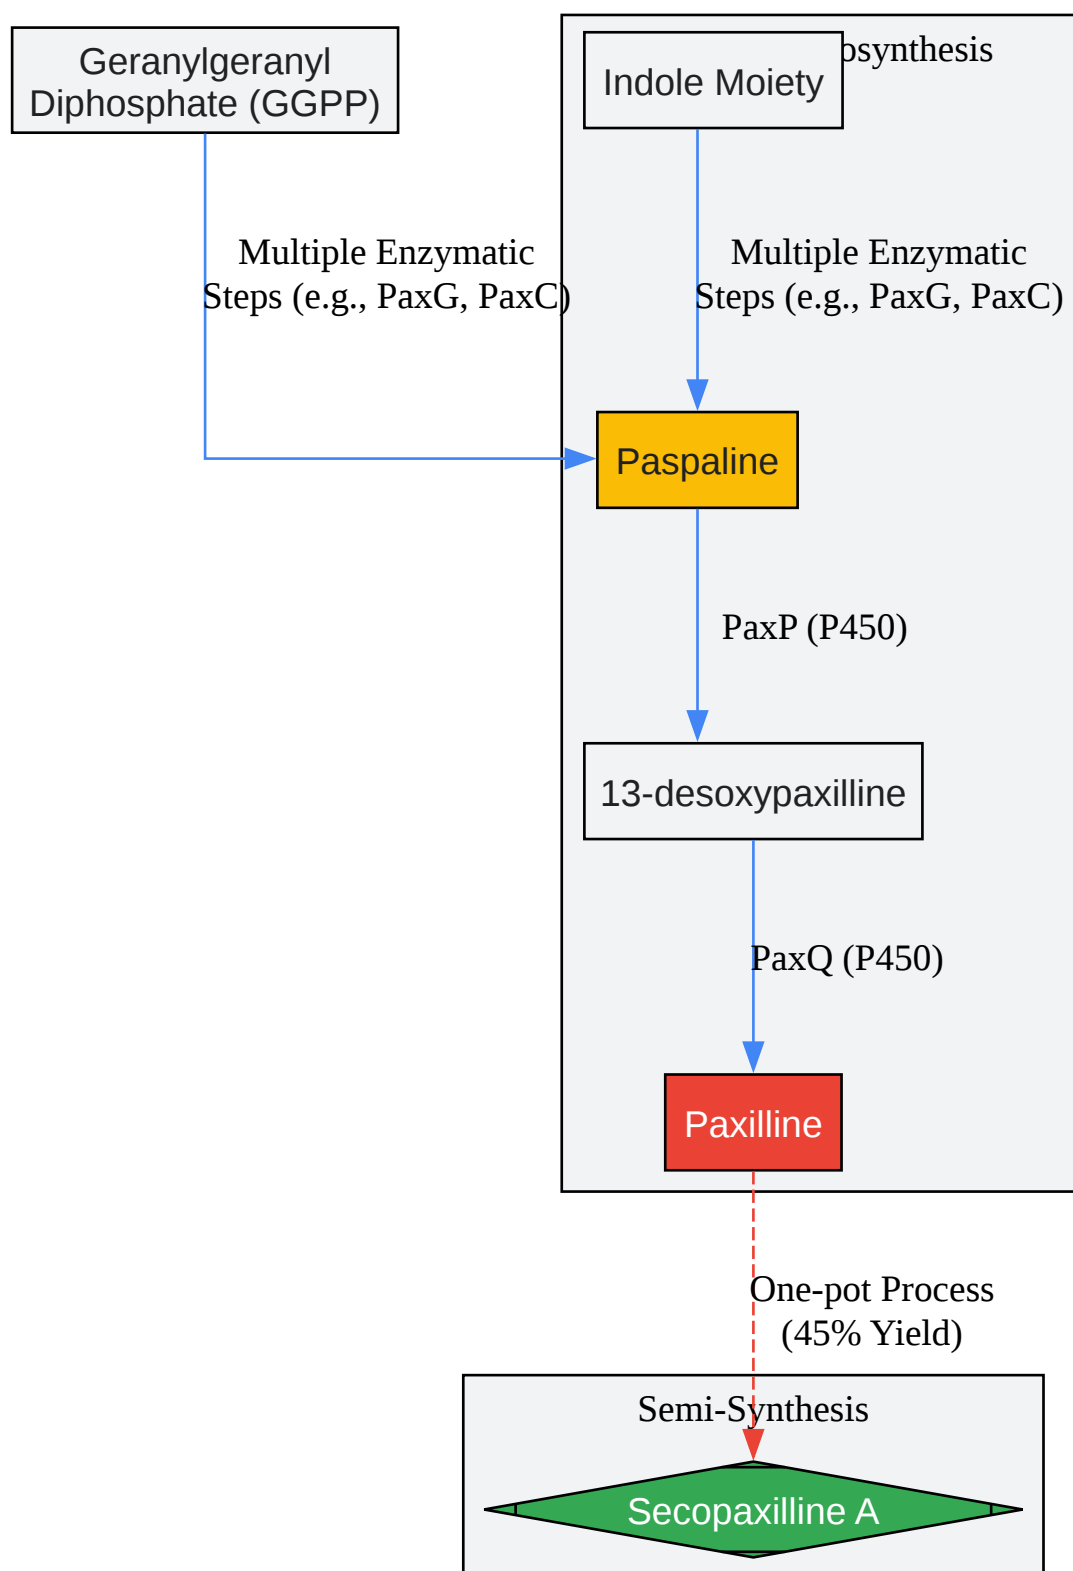 Geranylgeranyl
Diphosphate (GGPP)
Indole Moiety
osynthesis
Multiple Enzymatic
Steps (e.g., PaxG, PaxC)
Multiple Enzymatic
Steps (e.g., PaxG, PaxC)
Paspaline
PaxP (P450)
13-desoxypaxilline
PaxQ (P450)
Paxilline
One-pot Process
(45% Yield)
Semi-Synthesis
Secopaxilline A